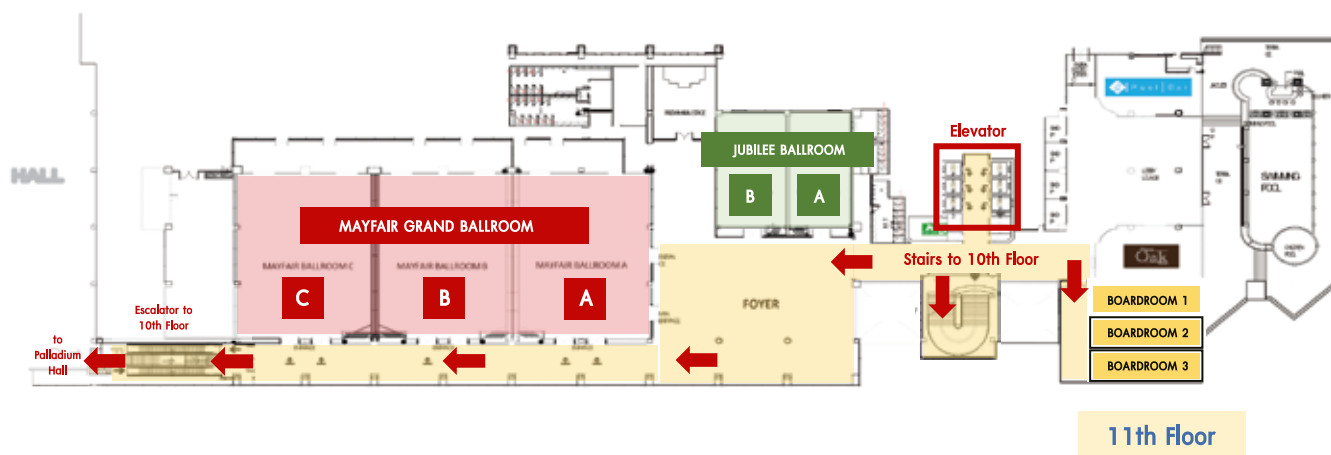 HALL
Escalator to
10th Floor
to
Palladium
Hall
MAYFAIR GRAND BALLROOM
MAYFAIR BALLROOM C
MAYFAIR BALLROOM B
MAYFAIR BALLROOM A
C
B
A
JUBILEE BALLROOM
B
A
FOYER
Elevator
Stairs to 10th Floor
Oak
SWIMMING
POOL
BOARDROOM 1
BOARDROOM 2
BOARDROOM 3
11th Floor